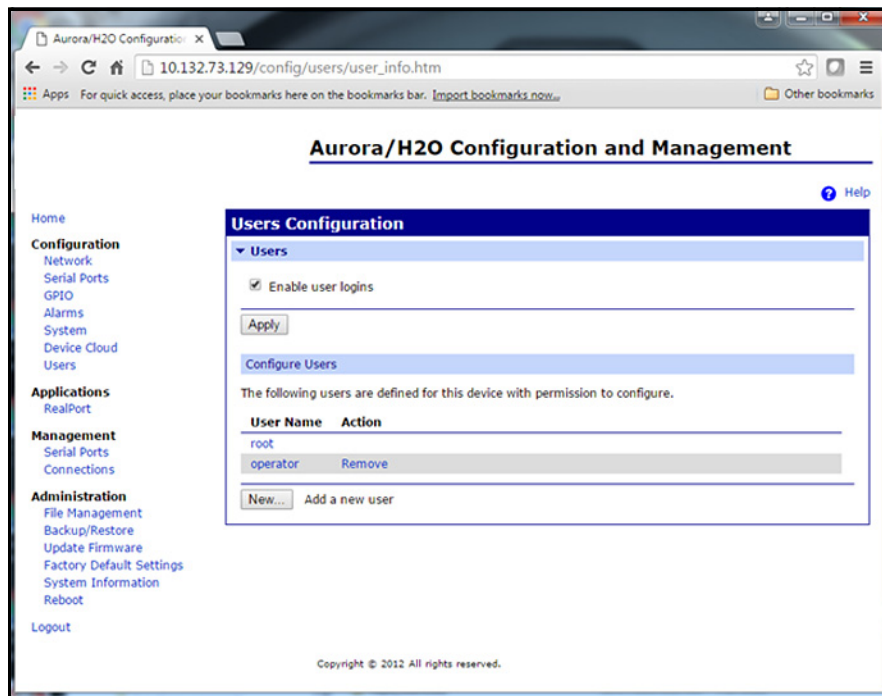 Aurora/H2O Configuratio
10.132.73.129/config/users/user_info.htm
Apps For quick access, place your bookmarks here on the bookmarks bar. Import bookmarks now... Other bookmarks
Aurora/H2O Configuration and Management
Help
Home
Configuration
Network
Serial Ports
GPIO
Alarms
System
Device Cloud
Users
Applications
RealPort
Management
Serial Ports
Connections
Administration
File Management
Backup/Restore
Update Firmware
Factory Default Settings
System Information
Reboot
Logout
Users Configuration
Users
Enable user logins
Apply
Configure Users
The following users are defined for this device with permission to configure.
User Name Action
root
operator Remove
New... Add a new user
Copyright © 2012 All rights reserved.